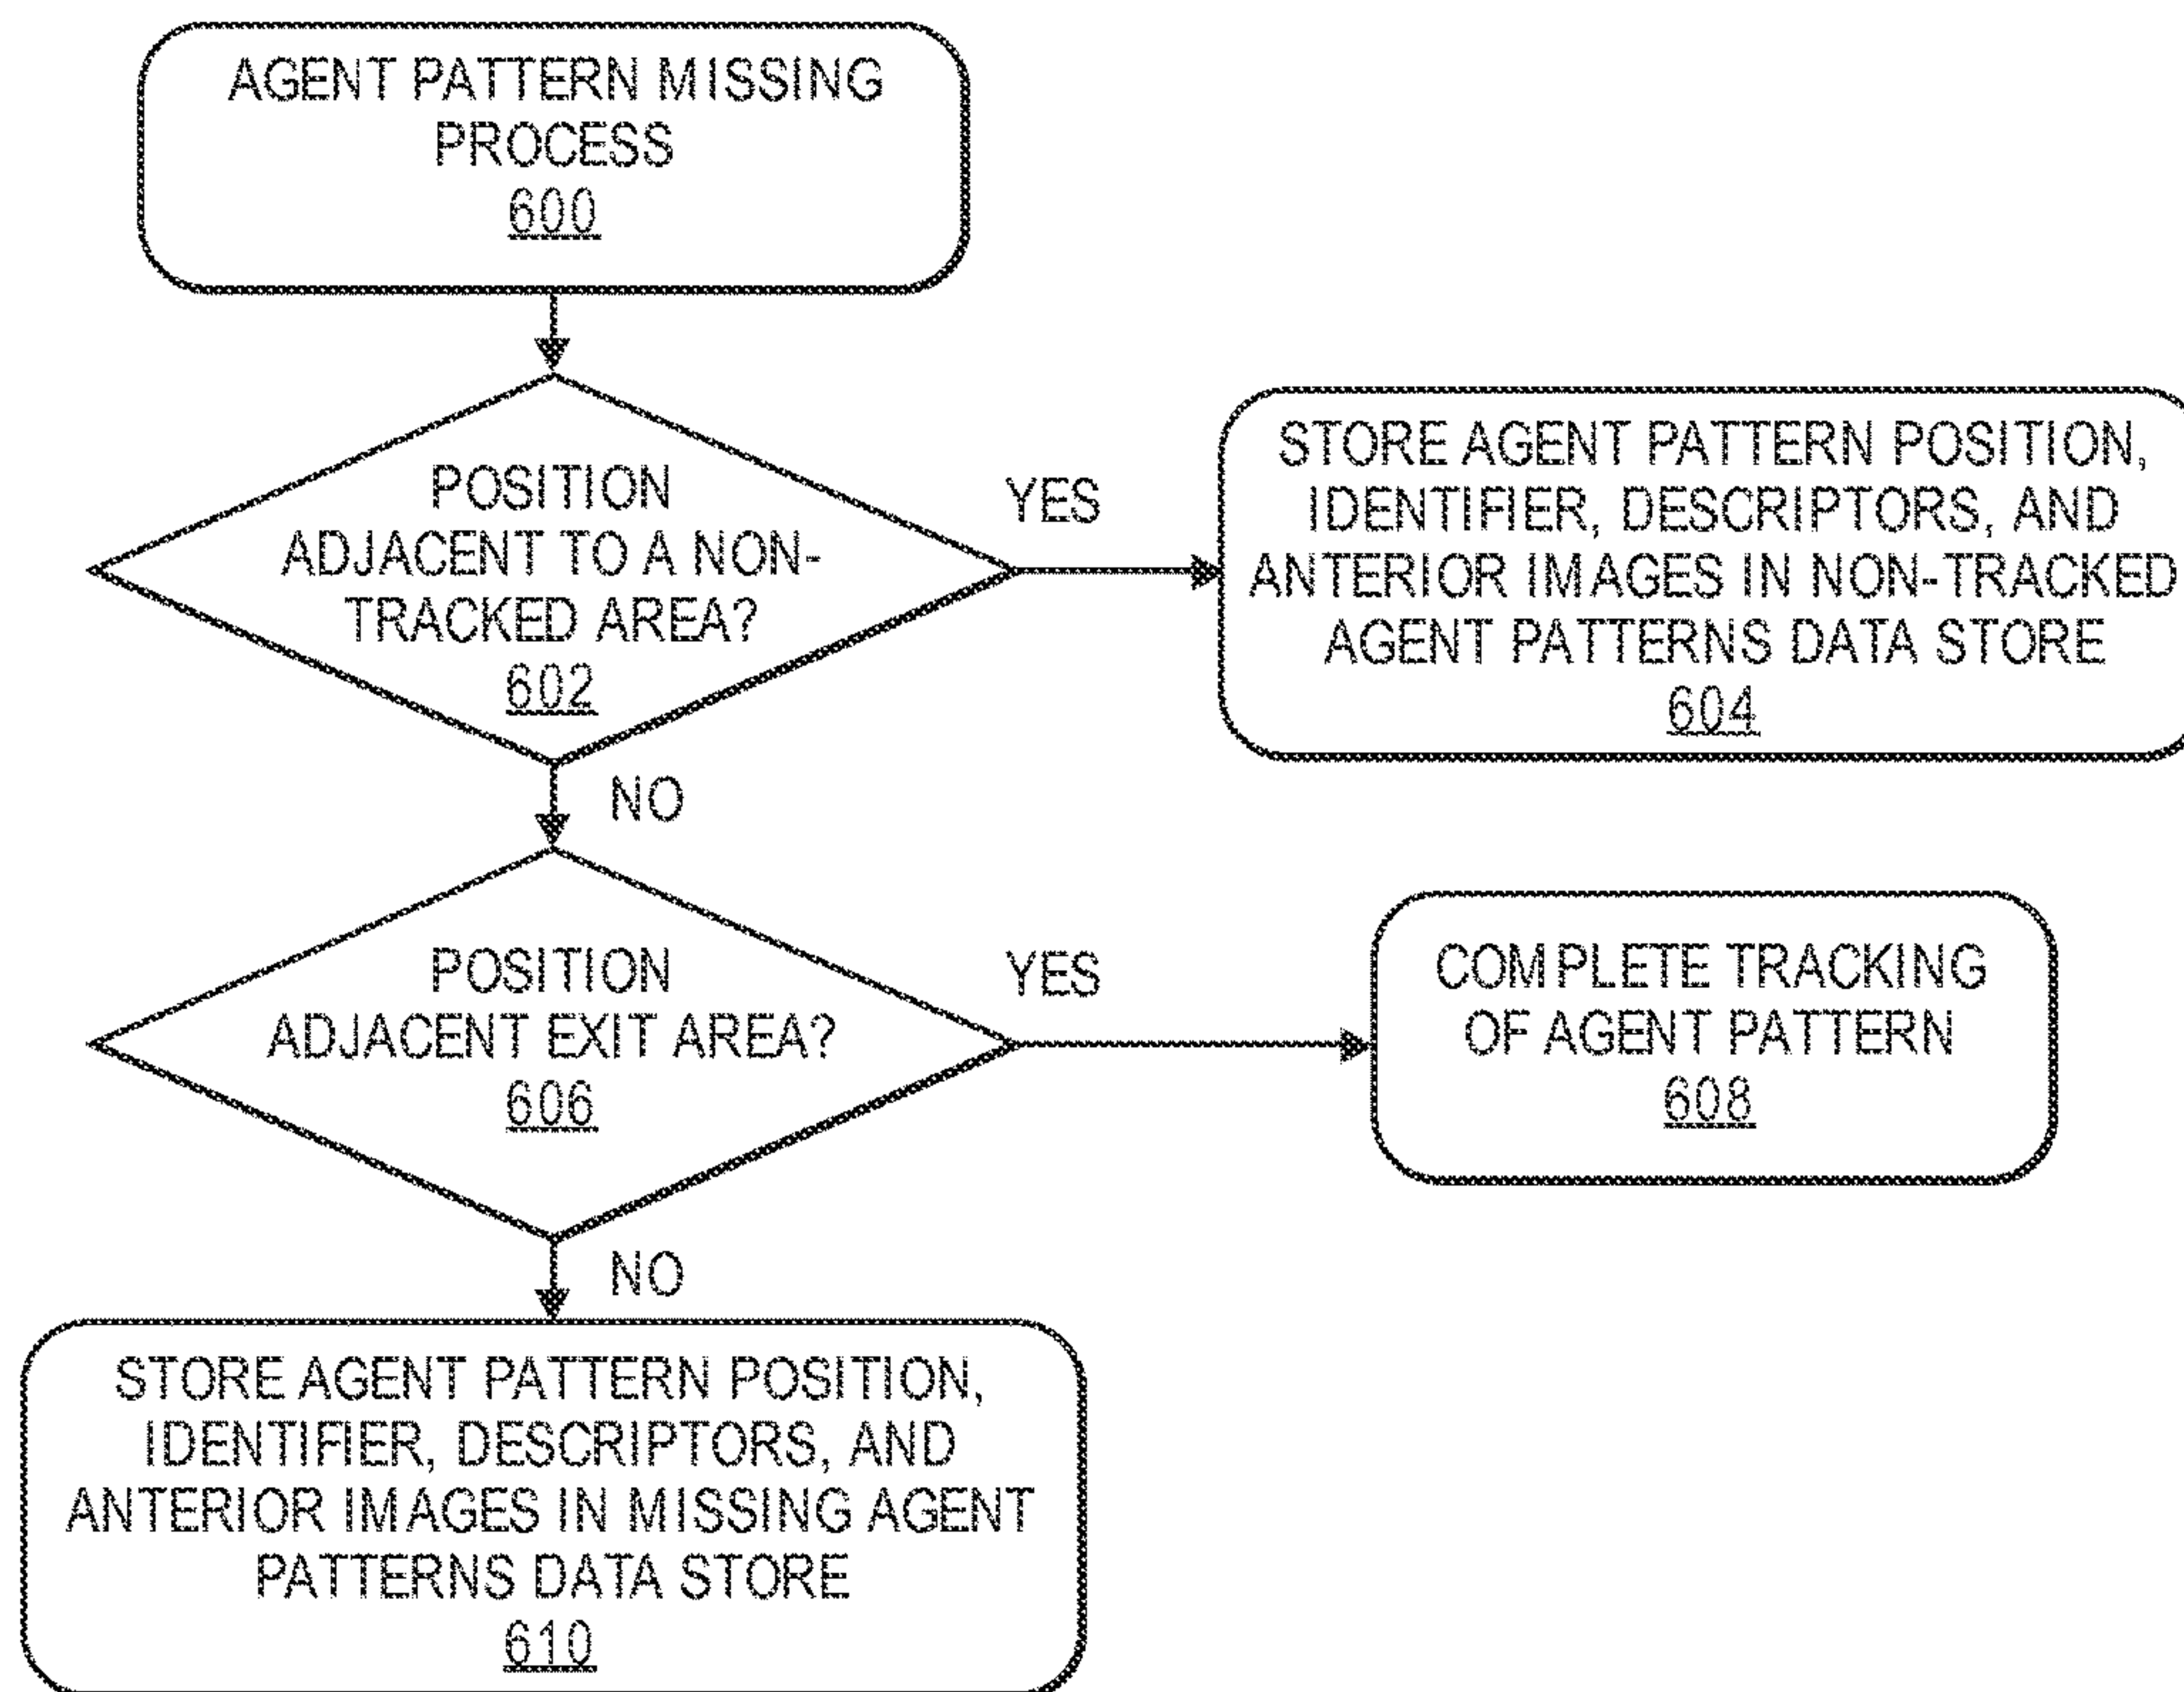 AGENT PATTERN MISSING
PROCESS
600
POSITION
ADJACENT TO A NON-
TRACKED AREA?
602
YES
STORE AGENT PATTERN POSITION,
IDENTIFIER, DESCRIPTORS, AND
ANTERIOR IMAGES IN NON-TRACKED
AGENT PATTERNS DATA STORE
604
NO
POSITION
ADJACENT EXIT AREA?
606
YES
COMPLETE TRACKING
OF AGENT PATTERN
608
NO
STORE AGENT PATTERN POSITION,
IDENTIFIER, DESCRIPTORS, AND
ANTERIOR IMAGES IN MISSING AGENT
PATTERNS DATA STORE
610